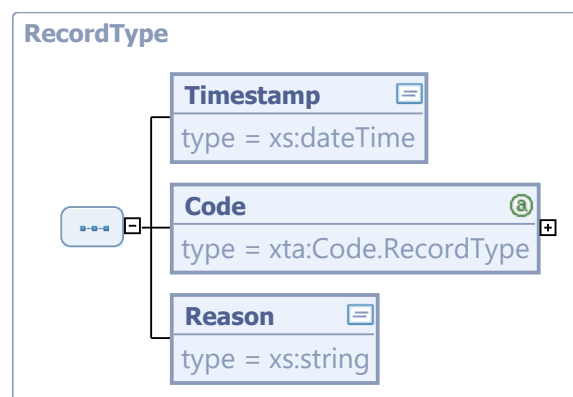 RecordType
Timestamp
type = xs:dateTime
Code
type = xta:Code.RecordType
Reason
type = xs:string